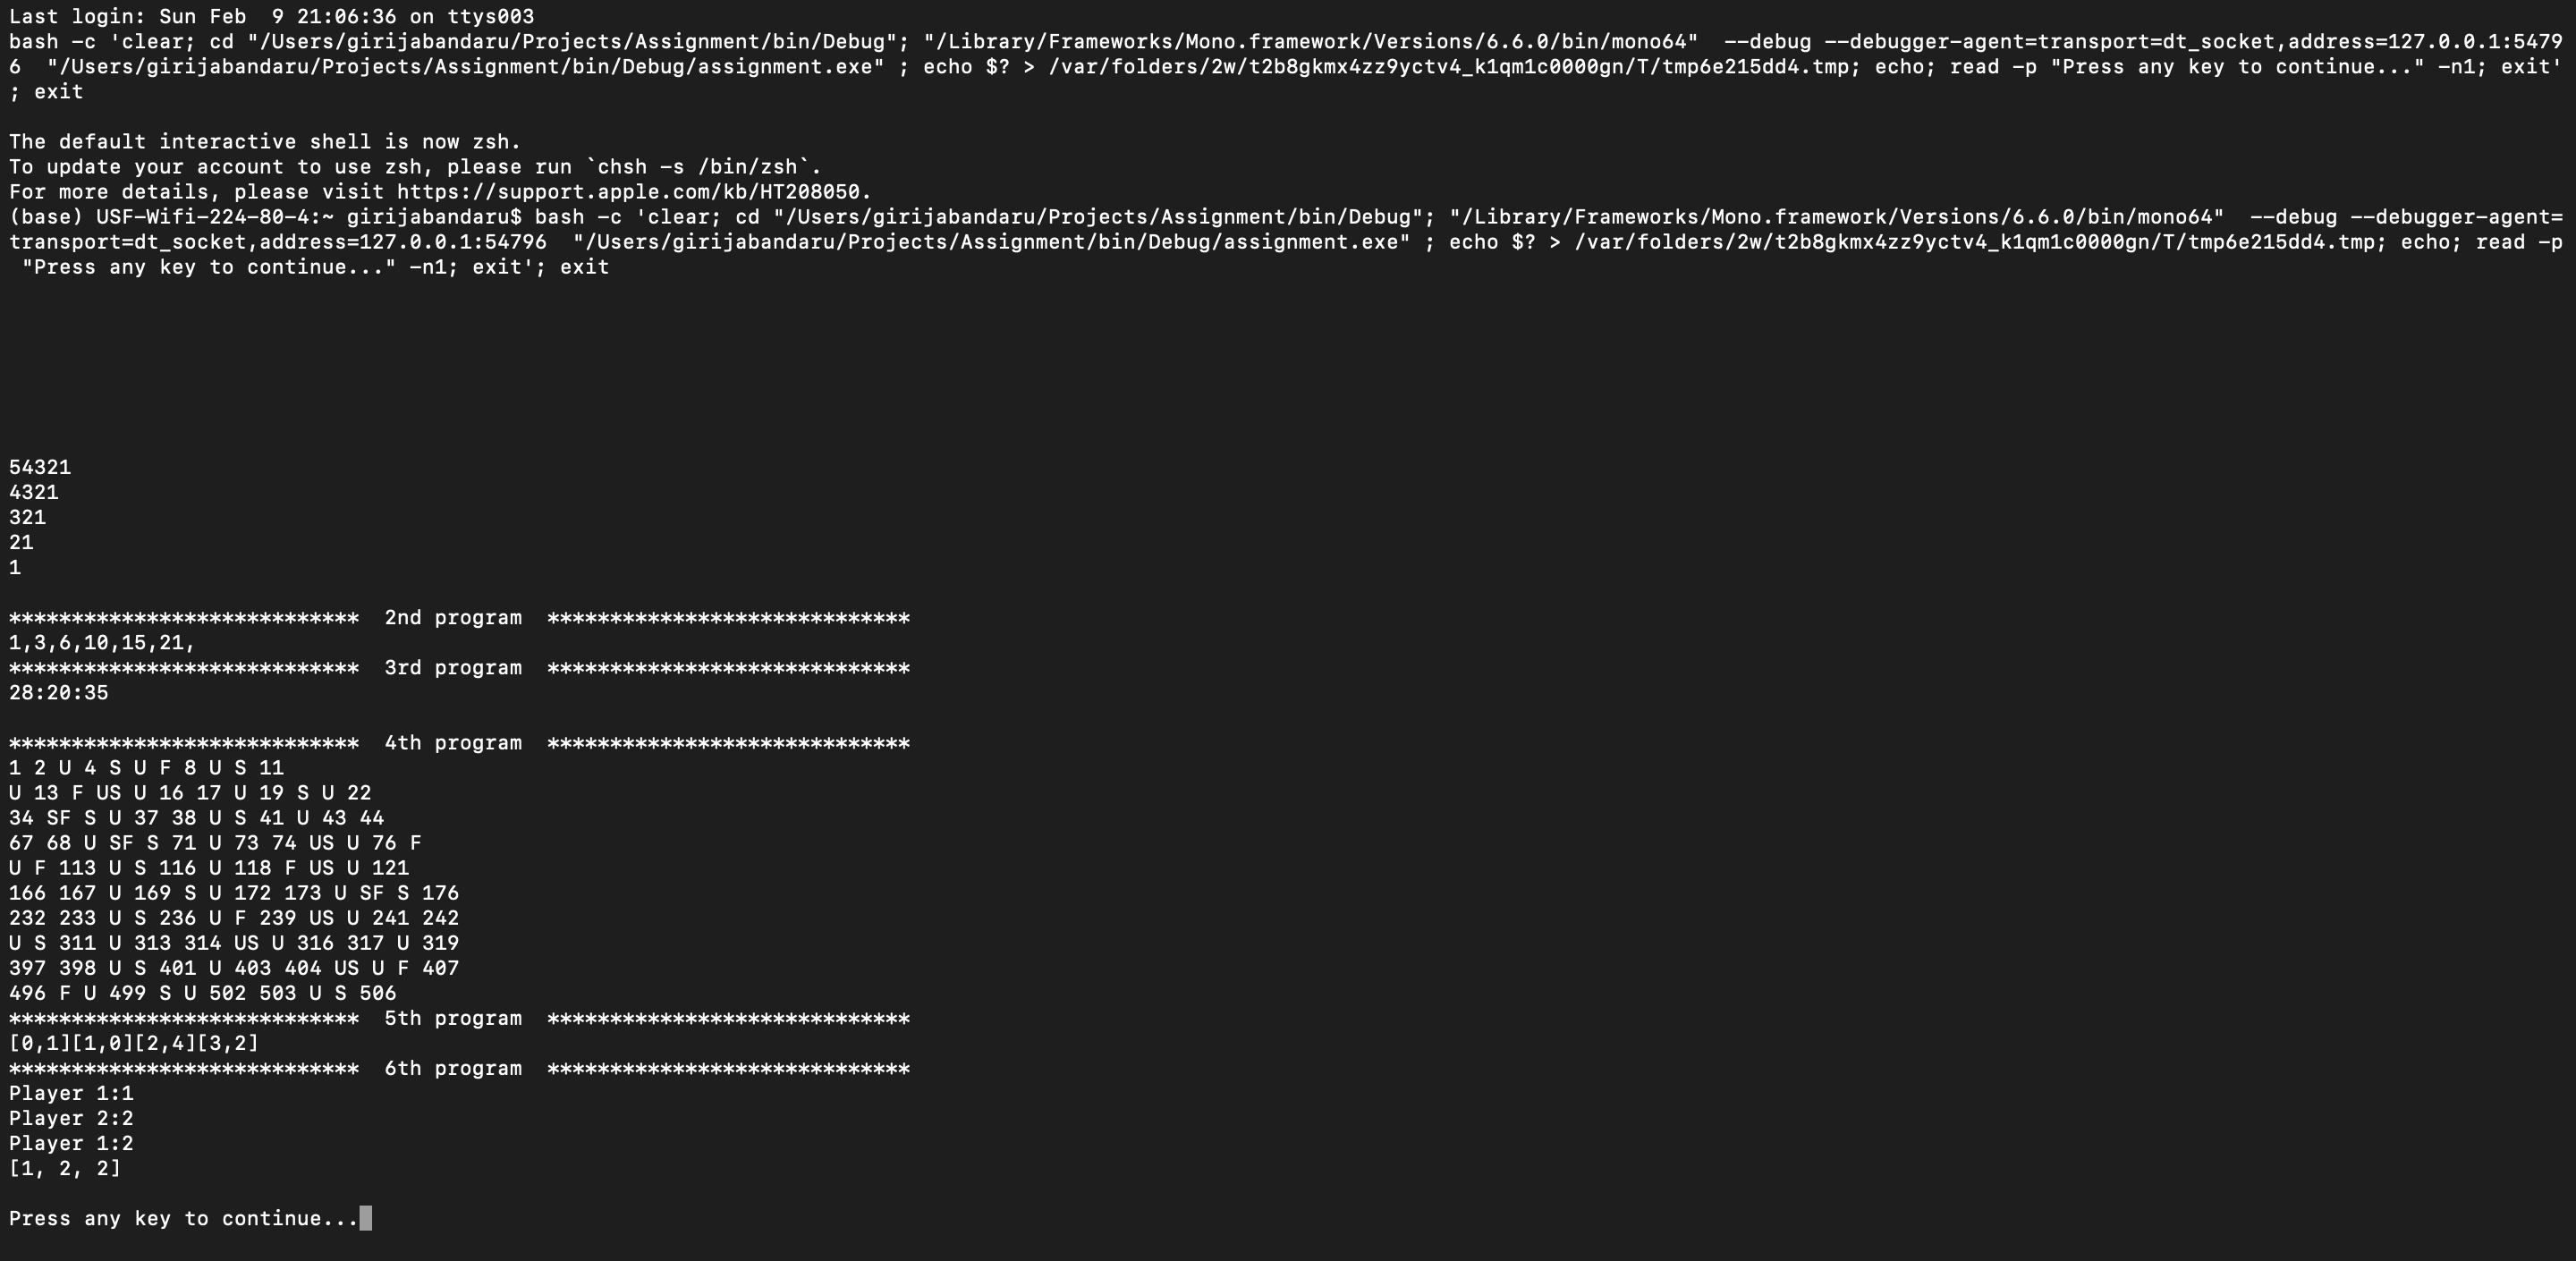 Last login: Sun Feb  9 21:06:36 on ttys003
bash -c 'clear; cd "/Users/girijabandaru/Projects/Assignment/bin/Debug"; "/Library/Frameworks/Mono.framework/Versions/6.6.0/bin/mono64"  --debug --debugger-agent=transport=dt_socket,address=127.0.0.1:5479
6  "/Users/girijabandaru/Projects/Assignment/bin/Debug/assignment.exe" ; echo $? > /var/folders/2w/t2b8gkmx4zz9yctv4_k1qm1c0000gn/T/tmp6e215dd4.tmp; echo; read -p "Press any key to continue..." -n1; exit'
; exit
The default interactive shell is now zsh.
To update your account to use zsh, please run `chsh -s /bin/zsh`.
For more details, please visit https://support.apple.com/kb/HT208050.
(base) USF-Wifi-224-80-4:~ girijabandaru$ bash -c 'clear; cd "/Users/girijabandaru/Projects/Assignment/bin/Debug"; "/Library/Frameworks/Mono.framework/Versions/6.6.0/bin/mono64"  --debug --debugger-agent=
transport=dt_socket,address=127.0.0.1:54796  "/Users/girijabandaru/Projects/Assignment/bin/Debug/assignment.exe" ; echo $? > /var/folders/2w/t2b8gkmx4zz9yctv4_k1qm1c0000gn/T/tmp6e215dd4.tmp; echo; read -p
 "Press any key to continue..." -n1; exit'; exit
54321
4321
321
21
1
****************************  2nd program  *****************************
1,3,6,10,15,21,
****************************  3rd program  *****************************
28:20:35
****************************  4th program  *****************************
1 2 U 4 S U F 8 U S 11
U 13 F US U 16 17 U 19 S U 22
34 SF S U 37 38 U S 41 U 43 44
67 68 U SF S 71 U 73 74 US U 76 F
U F 113 U S 116 U 118 F US U 121
166 167 U 169 S U 172 173 U SF S 176
232 233 U S 236 U F 239 US U 241 242
U S 311 U 313 314 US U 316 317 U 319
397 398 U S 401 U 403 404 US U F 407
496 F U 499 S U 502 503 U S 506
****************************  5th program  *****************************
[0,1][1,0][2,4][3,2]
****************************  6th program  *****************************
Player 1:1
Player 2:2
Player 1:2
[1, 2, 2]
Press any key to continue...